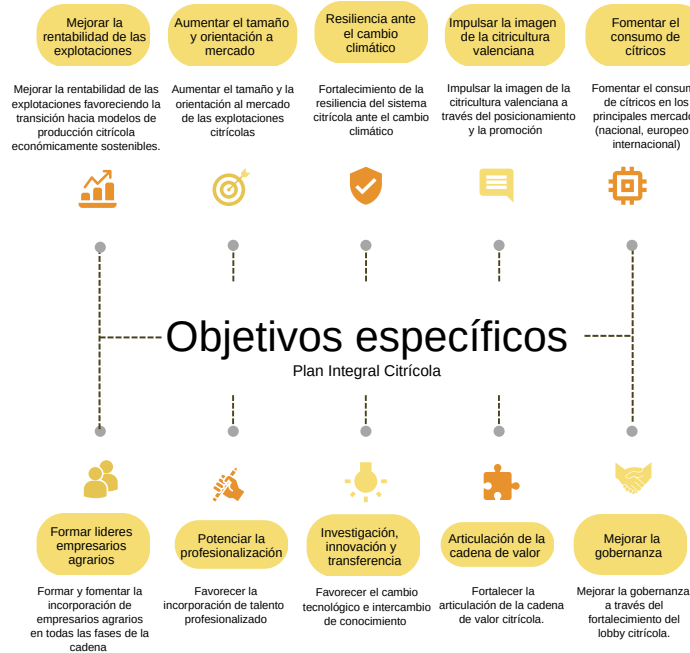 Mejorar la
rentabilidad de las
explotaciones
Aumentar el tamaño
y orientación a
mercado
Resiliencia ante
el cambio
climático
Impulsar la imagen
de la citricultura
valenciana
Fomentar el
consumo de
cítricos
Mejorar la rentabilidad de las
explotaciones favoreciendo la
transición hacia modelos de
producción citrícola
económicamente sostenibles.
Aumentar el tamaño y la
orientación al mercado
de las explotaciones
citrícolas
Fortalecimiento de la
resiliencia del sistema
citrícola ante el cambio
climático
Impulsar la imagen de la
citricultura valenciana a
través del posicionamiento
y la promoción
Fomentar el consum
de cítricos en los
principales mercado
(nacional, europeo
internacional)
Objetivos específicos
Plan Integral Citrícola
Formar lideres
empresarios
agrarios
Potenciar la
profesionalización
Investigación,
innovación y
transferencia
Articulación de la
cadena de valor
Mejorar la
gobernanza
Formar y fomentar la
incorporación de
empresarios agrarios
en todas las fases de la
cadena
Favorecer la
incorporación de talento
profesionalizado
Favorecer el cambio
tecnológico e intercambio
de conocimiento
Fortalecer la
articulación de la cadena
de valor citrícola.
Mejorar la gobernanza
a través del
fortalecimiento del
lobby citrícola.